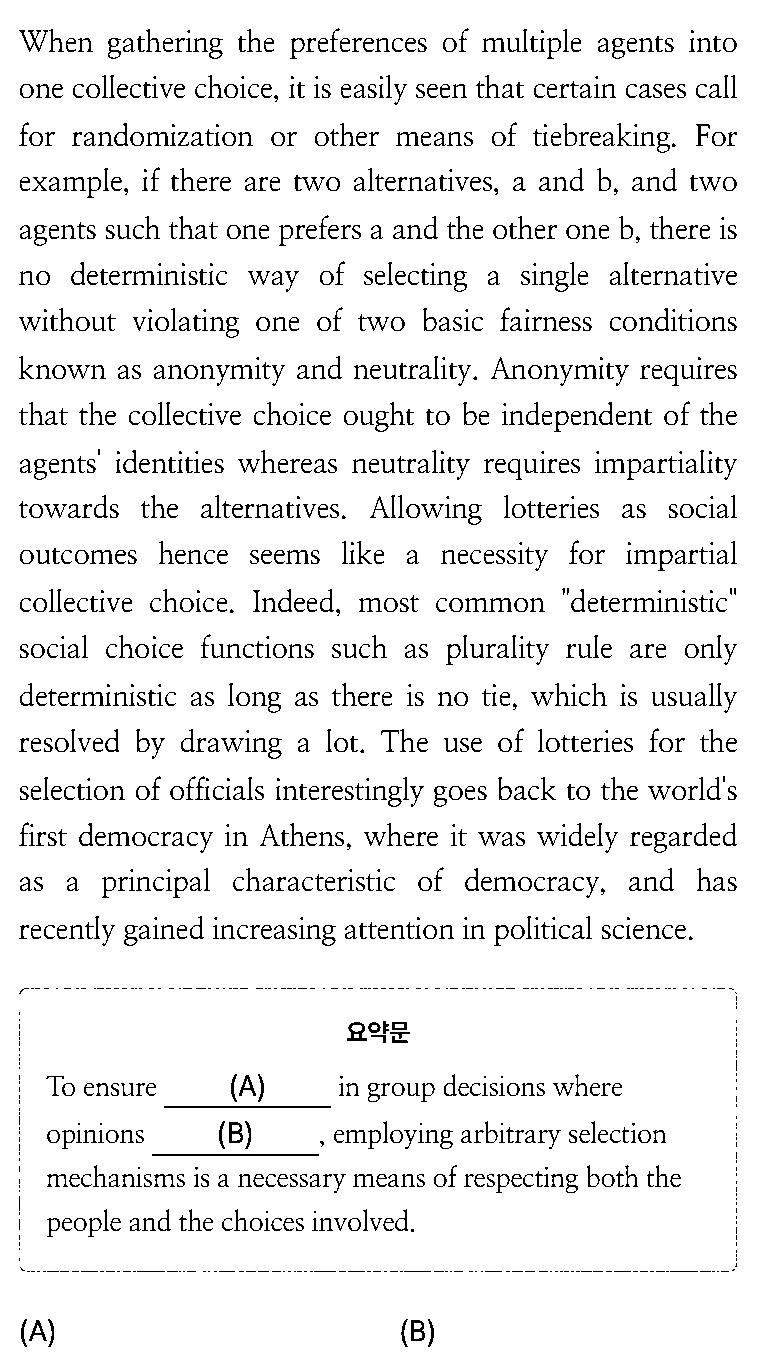 When gathering the preferences of multiple agents into
one collective choice, it is easily seen that certain cases call
for randomization or other means of tiebreaking. For
example, if there are two alternatives, a and b, and two
agents such that one prefers a and the other one b, there is
no deterministic way of selecting a single alternative
without violating one of two basic fairness conditions
known as anonymity and neutrality. Anonymity requires
that the collective choice ought to be independent of the
agents' identities whereas neutrality requires impartiality
towards the alternatives. Allowing lotteries as social
outcomes hence seems like a necessity for impartial
collective choice. Indeed, most common "deterministic"
social choice functions such as plurality rule are only
deterministic as long as there is no tie, which is usually
resolved by drawing a lot. The use of lotteries for the
selection of officials interestingly goes back to the world's
first democracy in Athens, where it was widely regarded
as a principal characteristic of democracy, and has
recently gained increasing attention in political science.
요약문
To ensure (A) in group decisions where
opinions (B), employing arbitrary selection
mechanisms is a necessary means of respecting both the
people and the choices involved.
(A) (B)